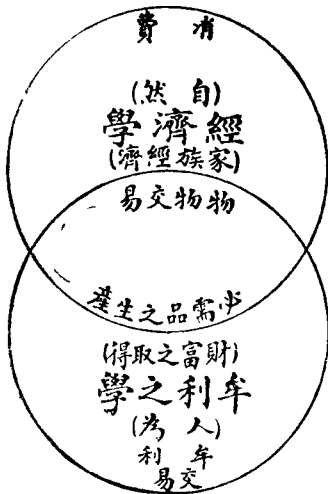 消費
(自然)
經濟學
(家族經濟)
物物交易
必需品之生產
(財富之取得)
牟利之學
(人為)
牟利
交易